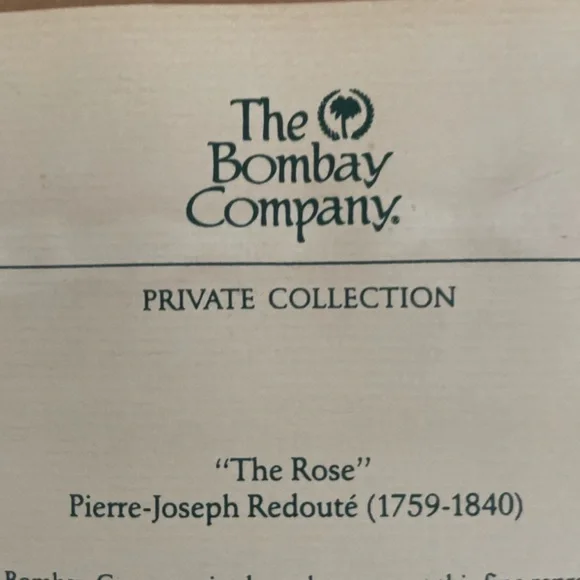 The
Bombay
Company.®
PRIVATE COLLECTION
“The Rose”
Pierre-Joseph Redouté (1759-1840)